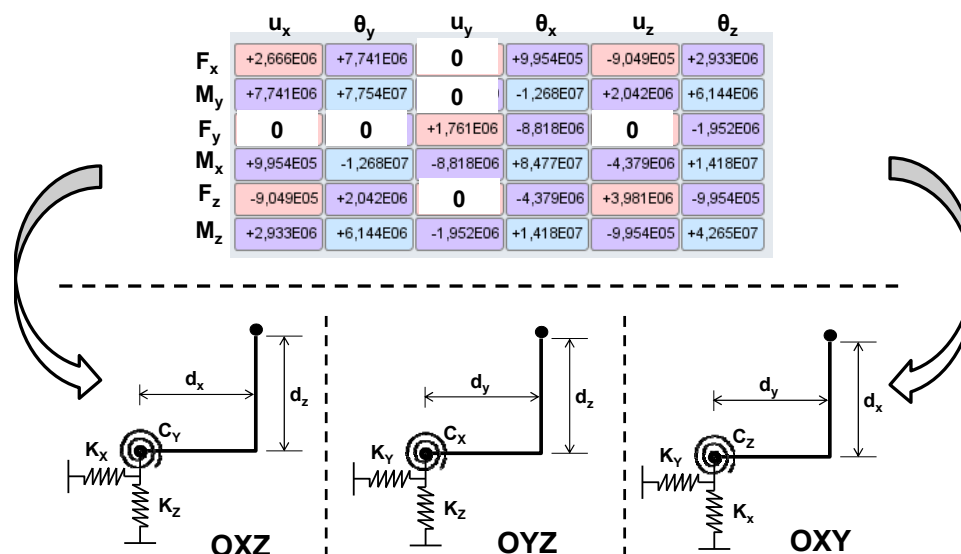 u_x θ_y u_y θ_x u_z θ_z
F_x +2,666E06 +7,741E06 0 +9,954E05 -9,049E05 +2,933E06
M_y +7,741E06 +7,754E07 0 -1,268E07 +2,042E06 +6,144E06
F_y 0 0 +1,761E06 -8,818E06 0 -1,952E06
M_x +9,954E05 -1,268E07 -8,818E06 +8,477E07 -4,379E06 +1,418E07
F_z -9,049E05 +2,042E06 0 -4,379E06 +3,981E06 -9,954E05
M_z +2,933E06 +6,144E06 -1,952E06 +1,418E07 -9,954E05 +4,265E07
d_x
d_z
C_Y
K_X
K_Z
OXZ
d_y
d_z
C_X
K_Y
K_Z
OYZ
d_y
d_x
C_Z
K_Y
K_x
OXY